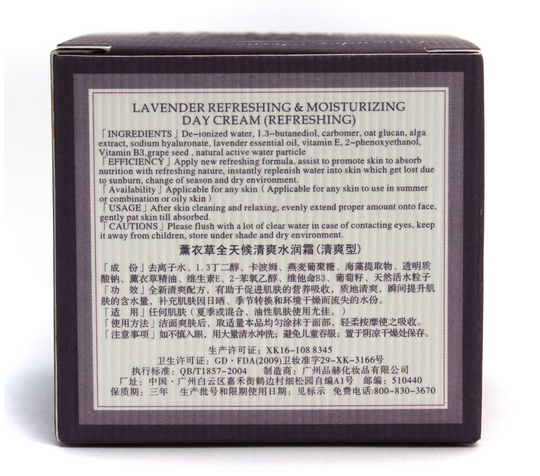 LAVENDER REFRESHING & MOISTURIZING
DAY CREAM (REFRESHING)
「INGREDIENTS」De-ionized water, 1.3-butanediol, carbomer, oat glucan, alga
extract, sodium hyaluronate, lavender essential oil, vitamin E, 2-phenoxyethanol,
Vitamin B3,grape seed , natural active water particle
「EFFICIENCY」Apply new refreshing formula, assist to promote skin to absorb
nutrition with refreshing nature, instantly replenish water into skin which get lost due
to sunburn, change of season and dry environment.
「Availability」Applicable for any skin ( Applicable for any skin to use in summer
or combination or oily skin )
「USAGE」After skin cleaning and relaxing, evenly extend proper amount onto face,
gently pat skin till absorbed.
「CAUTIONS」Please flush with a lot of clear water in case of contacting eyes, keep
it away from children, store under shade and dry environment.
薰衣草全天候清爽水润霜(清爽型)
「成 份」去离子水、1.3丁二醇、卡波姆、燕麦葡聚糖、海藻提取物、透明质
酸钠、薰衣草精油、维生素E、2-苯氧乙醇、维他命B3、葡萄籽、天然活水粒子
「功 效」全新清爽配方、有助于促进肌肤的营养吸收，质地清爽，瞬间提升肌
肤的含水量、补充肌肤因日晒、季节转换和环境干燥而流失的水份。
「适 用」任何肌肤（夏季或混合、油性肌肤使用尤佳。）
「使用方法」洁面爽肤后，取适量本品均匀涂抹于面部，轻柔按摩使之吸收。
「注意事项」如不慎入眼，用大量清水冲洗；避免儿童吞服；置于阴凉干燥处保存。
生产许可证：XK16-108 8345
卫生许可证：GD·FDA(2009)卫妆准字29-XK-3166号
执行标准：QB/T1857-2004 制造商：广州品赫化妆品有限公司
厂址：中国·广州白云区嘉禾街鹤边村细松园自编A1号 邮编：510440
保质期：三年 生产批号和限期使用日期：见标示 免费电话:800-830-3670